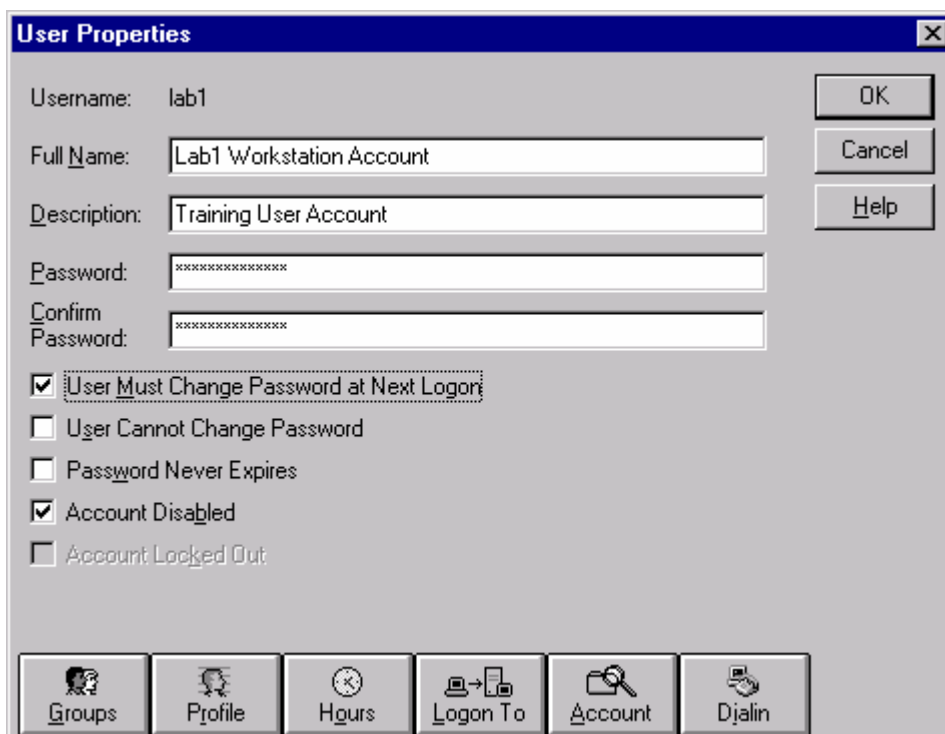 User Properties
Username: lab1
OK
Full Name: Lab1 Workstation Account
Cancel
Description: Training User Account
Help
Password: **************
Confirm
Password: **************
User Must Change Password at Next Logon
User Cannot Change Password
Password Never Expires
Account Disabled
Account Locked Out
Groups Profile Hours Logon To Account Dialin